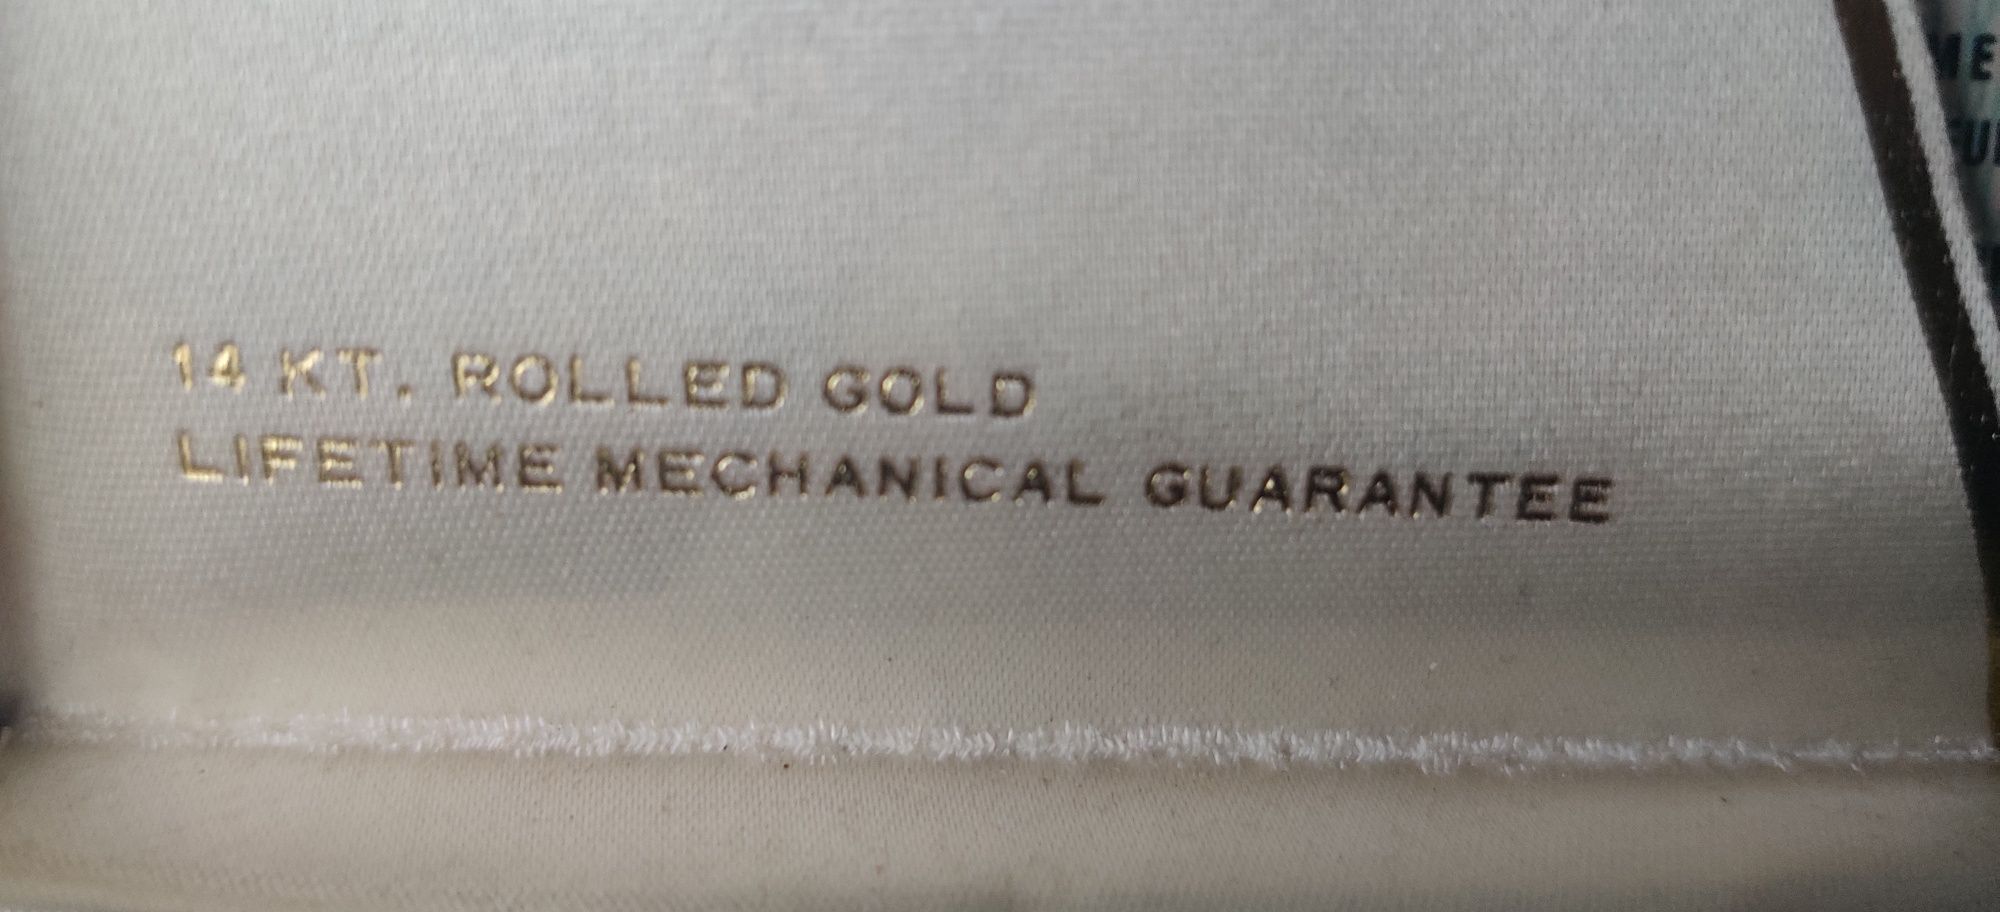 14 KT. ROLLED GOLD
LIFETIME MECHANICAL GUARANTEE